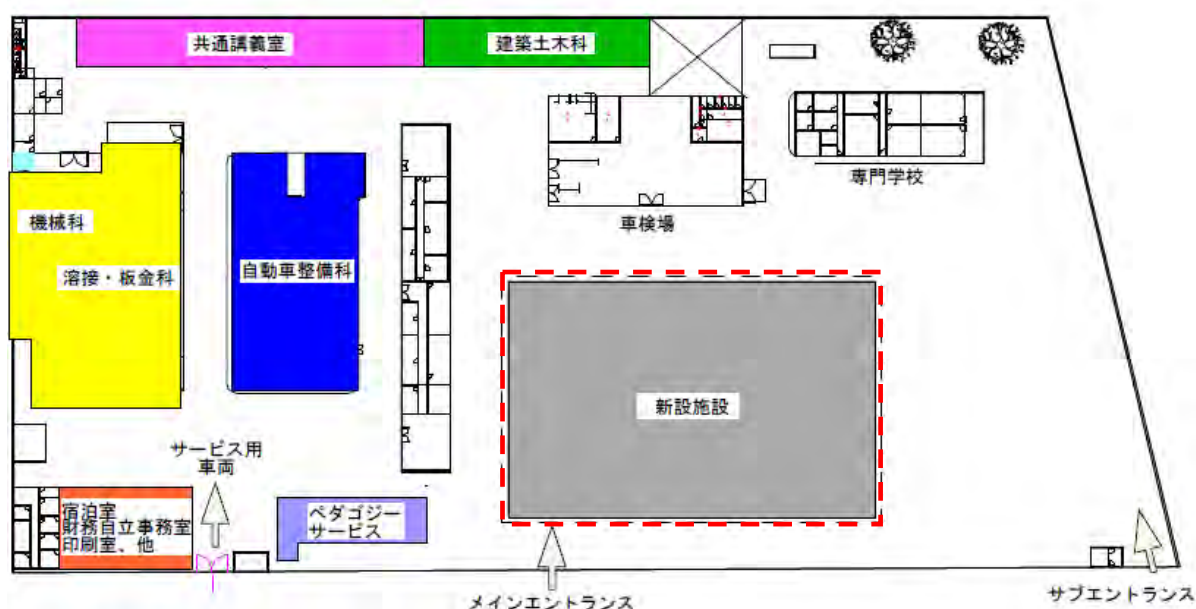 共通講義室
建築土木科
専門学校
車検場
機械科
溶接・板金科
自動車整備科
新設施設
サービス用
車両
宿泊室
財務自立事務室
印刷室、他
ペダゴジー
サービス
メインエントランス
サブエントランス